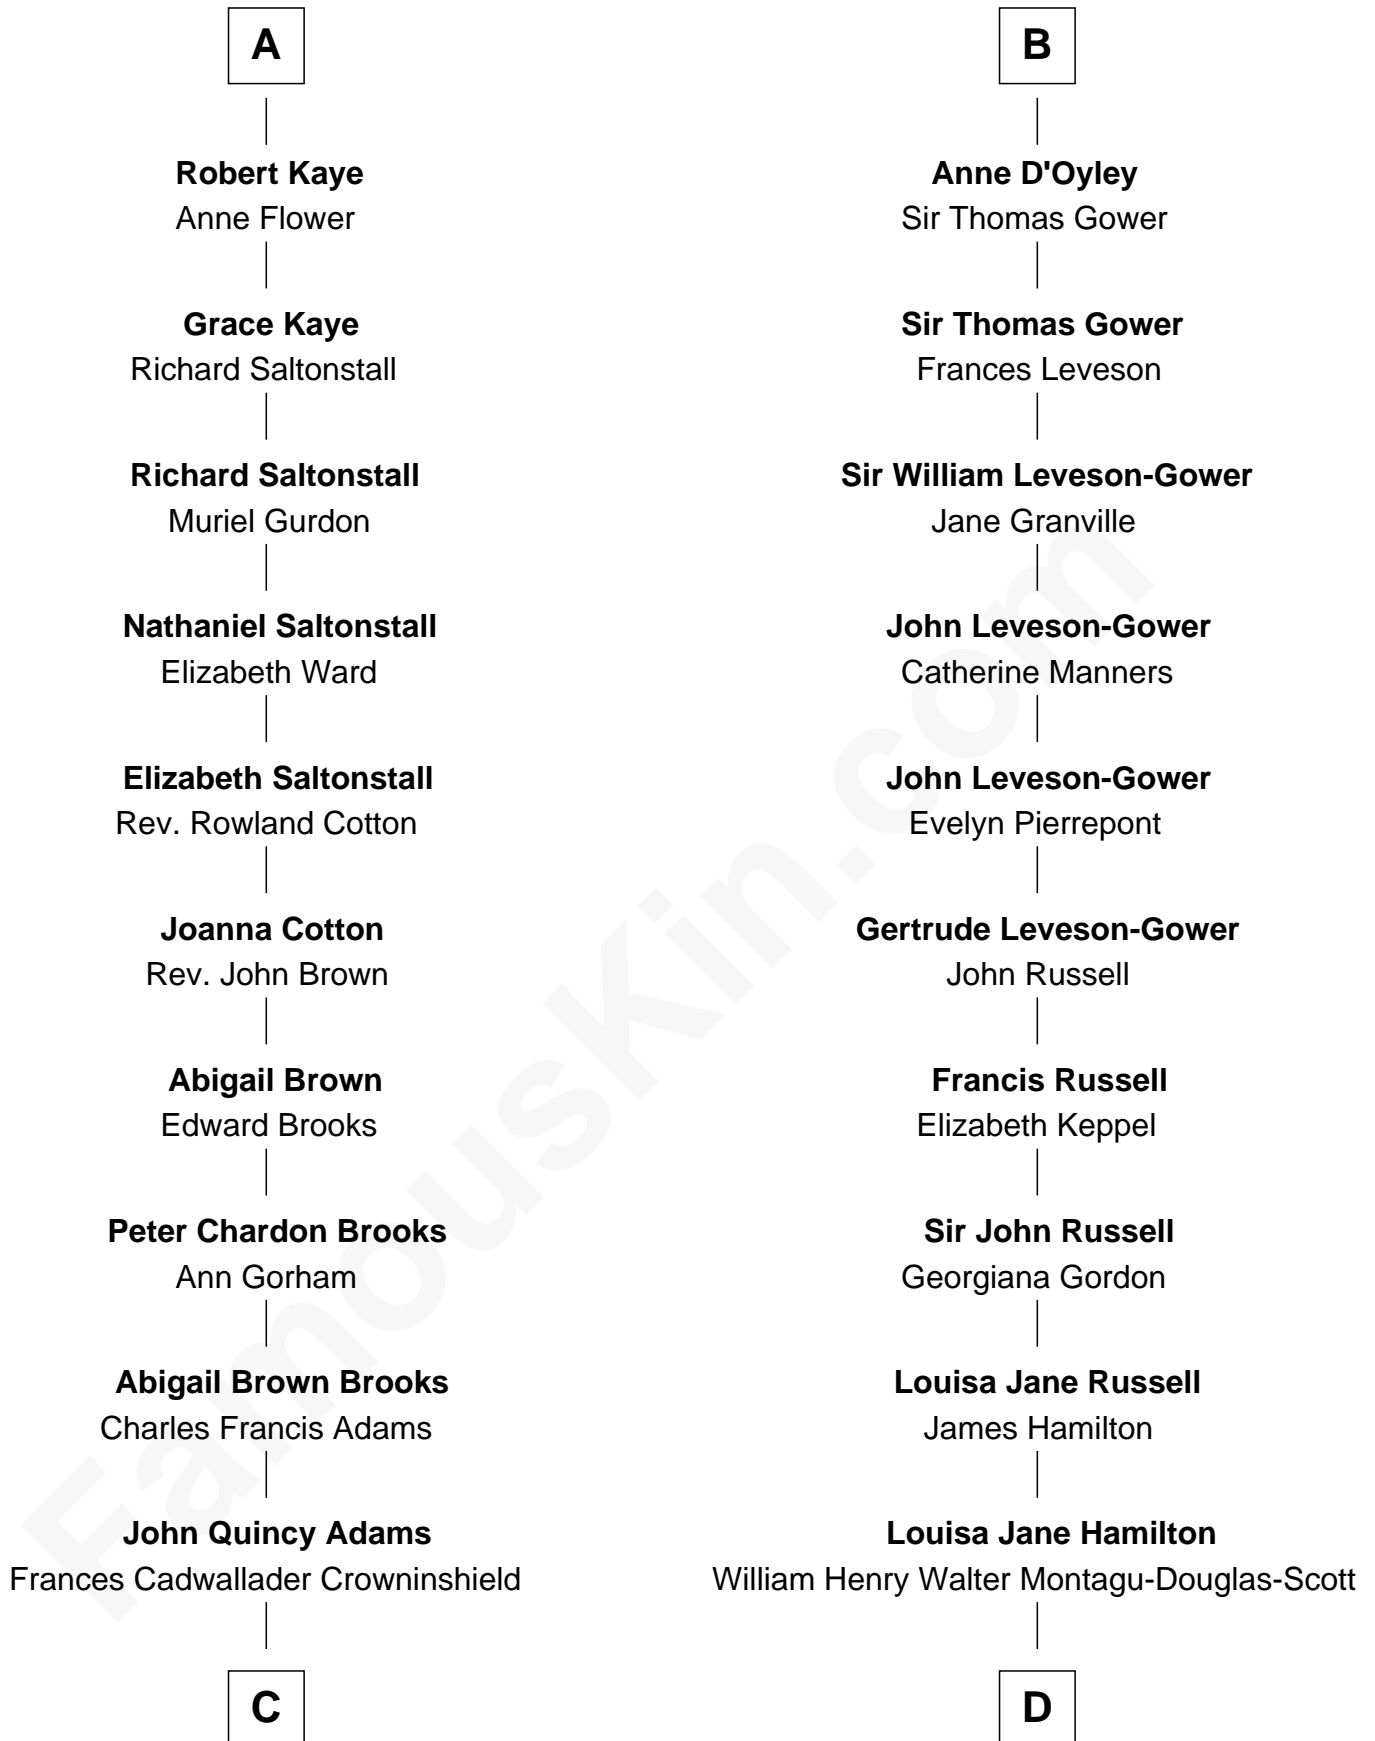 A
Robert Kaye
Anne Flower
Grace Kaye
Richard Saltonstall
Richard Saltonstall
Muriel Gurdon
Nathaniel Saltonstall
Elizabeth Ward
Elizabeth Saltonstall
Rev. Rowland Cotton
Joanna Cotton
Rev. John Brown
Abigail Brown
Edward Brooks
Peter Chardon Brooks
Ann Gorham
Abigail Brown Brooks
Charles Francis Adams
John Quincy Adams
Frances Cadwallader Crowninshield
C
B
Anne D'Oyley
Sir Thomas Gower
Sir Thomas Gower
Frances Leveson
Sir William Leveson-Gower
Jane Granville
John Leveson-Gower
Catherine Manners
John Leveson-Gower
Evelyn Pierrepont
Gertrude Leveson-Gower
John Russell
Francis Russell
Elizabeth Keppel
Sir John Russell
Georgiana Gordon
Louisa Jane Russell
James Hamilton
Louisa Jane Hamilton
William Henry Walter Montagu-Douglas-Scott
D
FamousKin.com